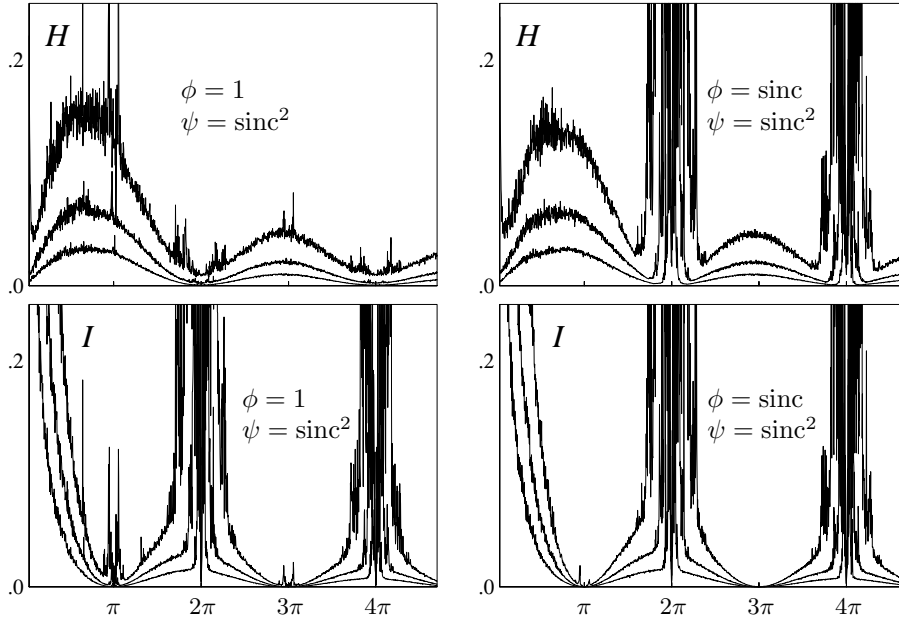 H
.2
φ = 1
ψ = sinc²
.0
H
.2
φ = sinc
ψ = sinc²
.0
I
.2
φ = 1
ψ = sinc²
.0
π 2π 3π 4π
I
.2
φ = sinc
ψ = sinc²
.0
π 2π 3π 4π